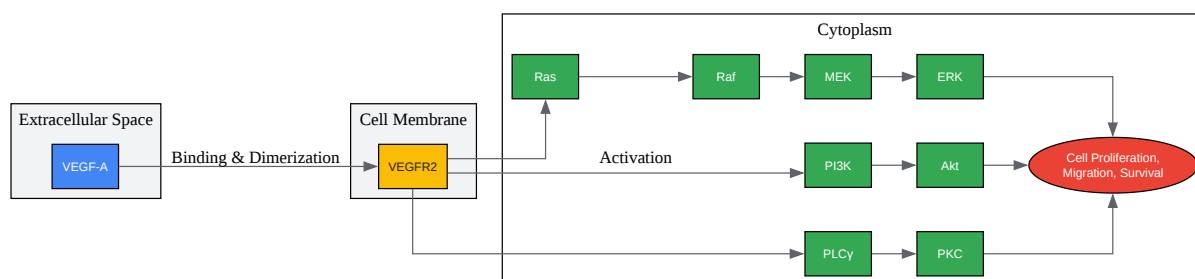 Cytoplasm
Ras
Raf
MEK
ERK
Extracellular Space
Cell Membrane
VEGF-A
Binding & Dimerization
VEGFR2
Activation
PI3K
Akt
Cell Proliferation,
Migration, Survival
PLCγ
PKC